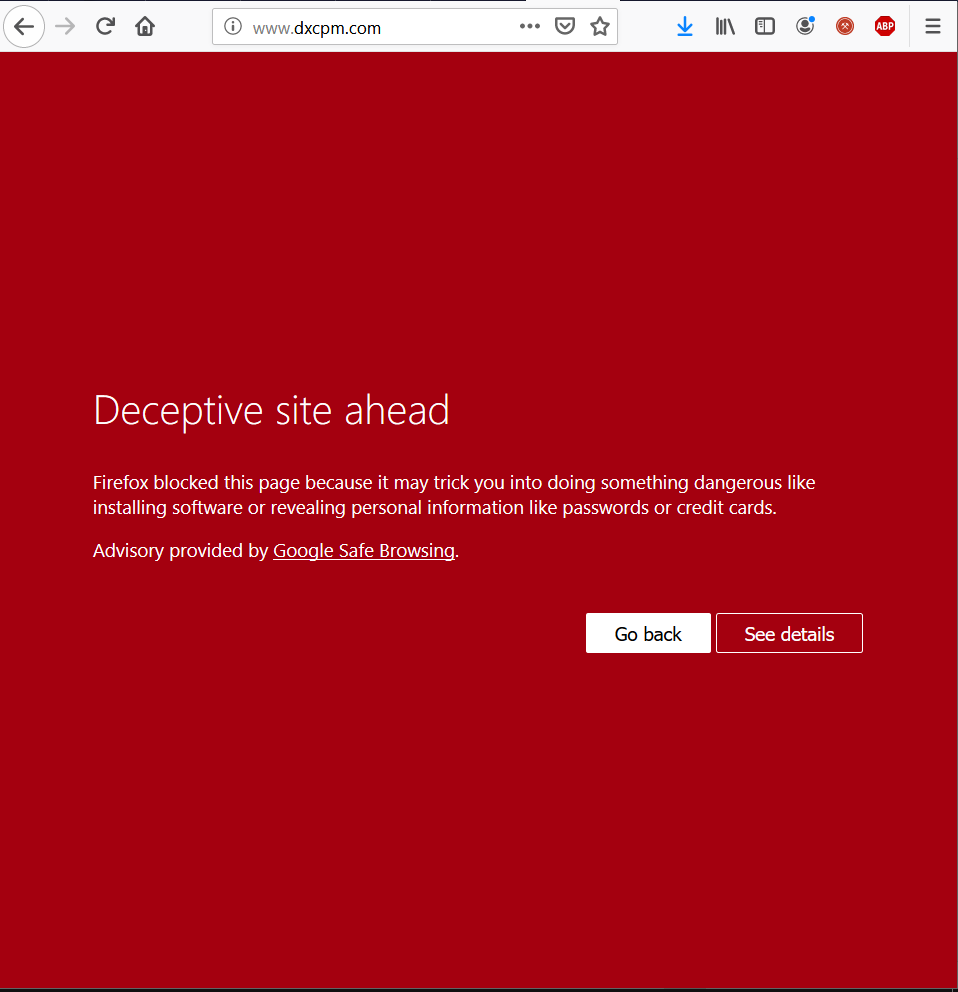 www.dxcpm.com
ABP
Deceptive site ahead
Firefox blocked this page because it may trick you into doing something dangerous like
installing software or revealing personal information like passwords or credit cards.
Advisory provided by Google Safe Browsing.
Go back
See details